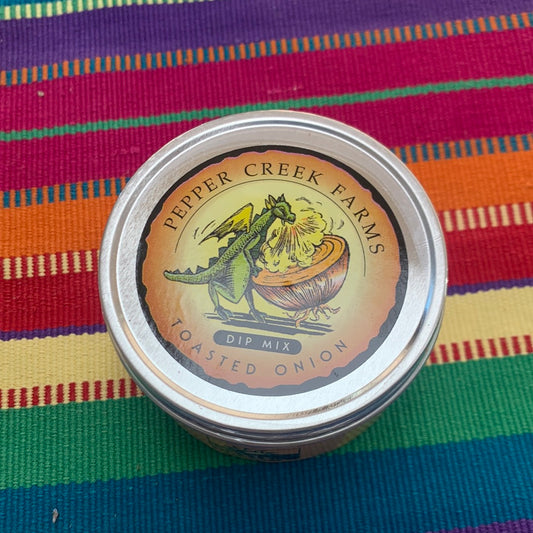 PEPPER CREEK FARMS
DIP MIX
TOASTED ONION